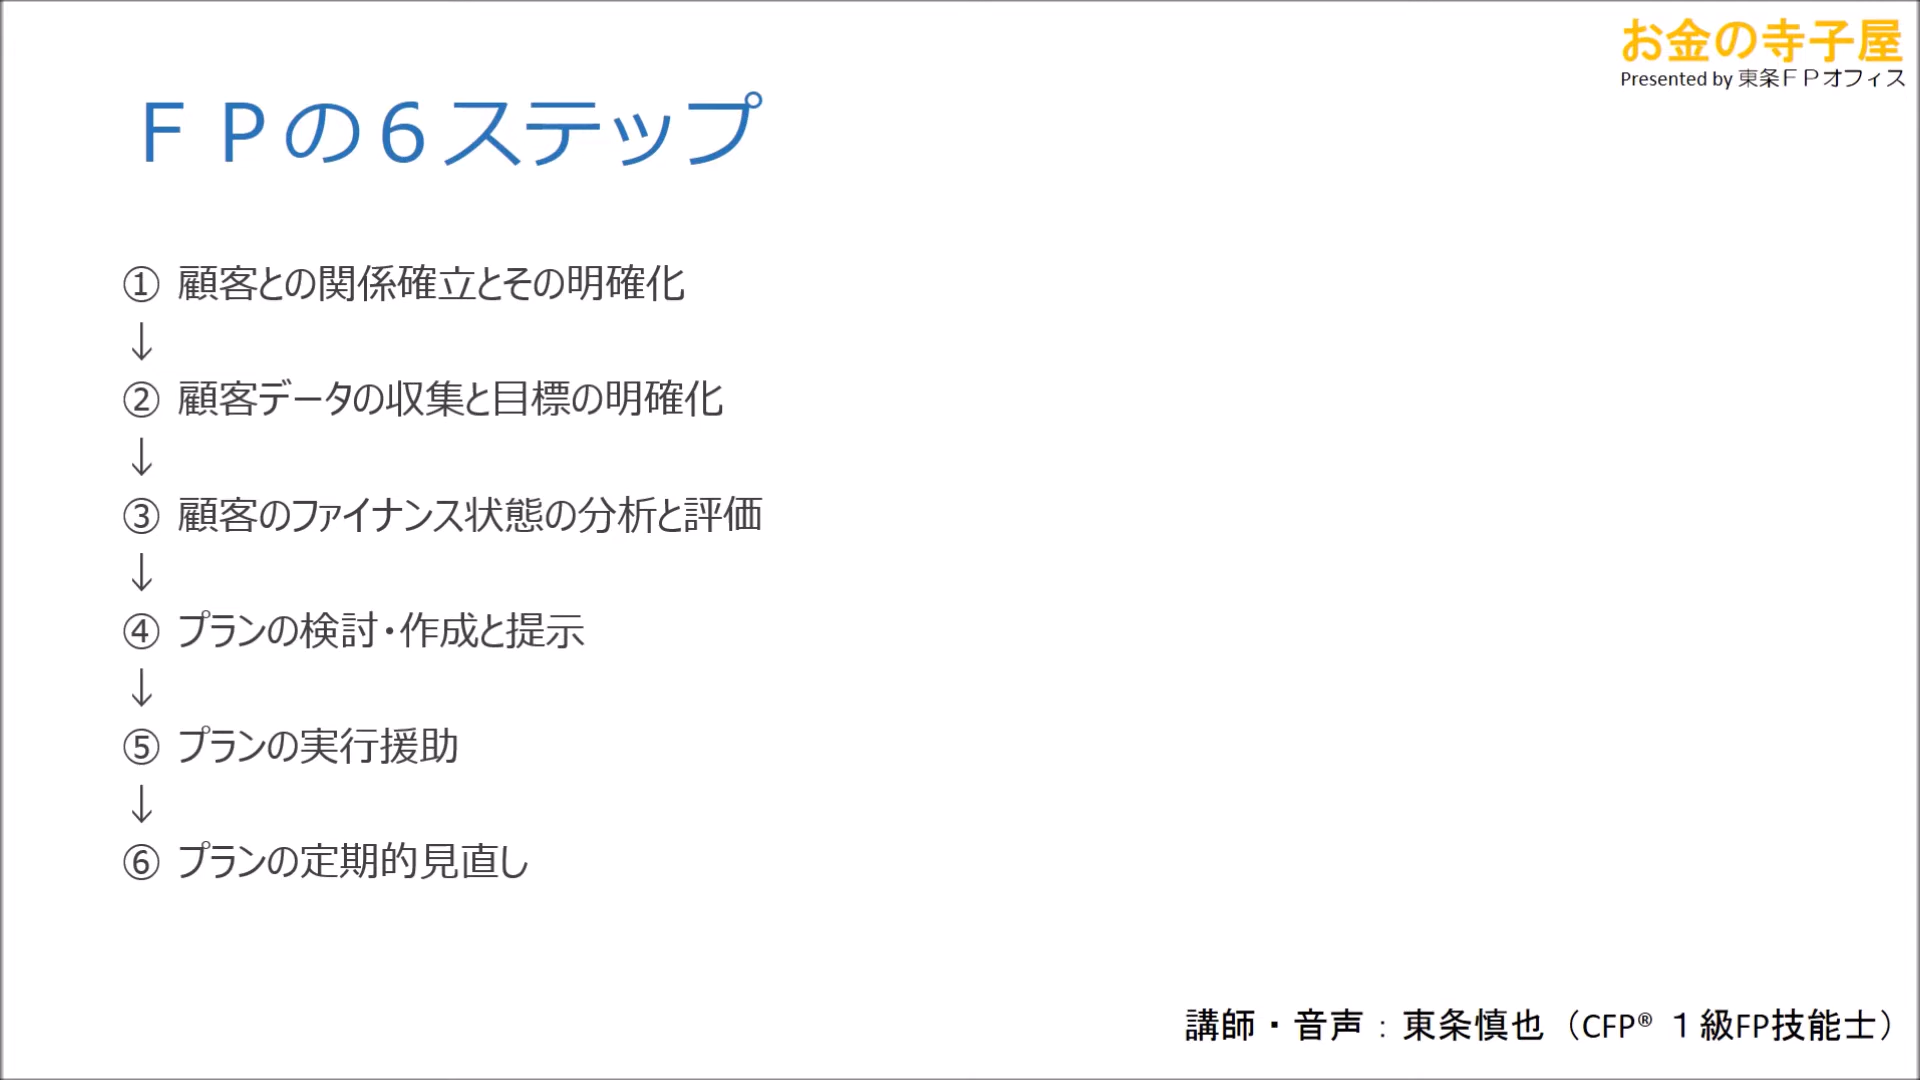 お金の寺子屋
Presented by 東条ＦＰオフィス
ＦＰの６ステップ
① 顧客との関係確立とその明確化
↓
② 顧客データの収集と目標の明確化
↓
③ 顧客のファイナンス状態の分析と評価
↓
④ プランの検討・作成と提示
↓
⑤ プランの実行援助
↓
⑥ プランの定期的見直し
講師・音声：東条慎也（CFP® １級FP技能士）